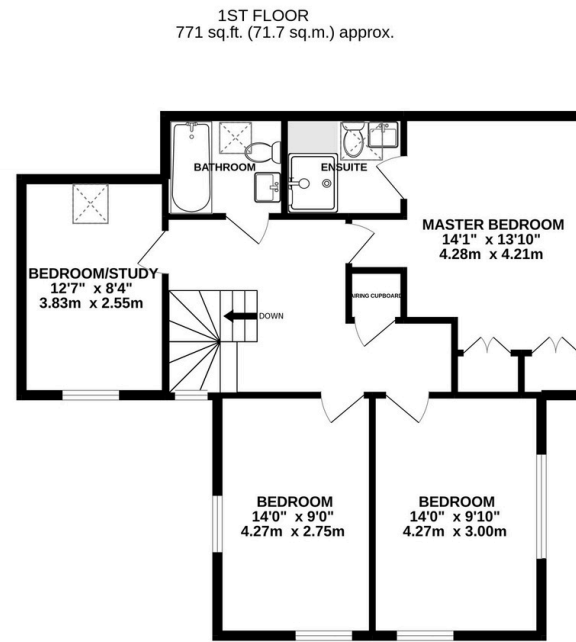 1ST FLOOR
771 sq.ft. (71.7 sq.m.) approx.
BATHROOM
ENSUITE
MASTER BEDROOM
14'1" x 13'10"
4.28m x 4.21m
BEDROOM/STUDY
12'7" x 8'4"
3.83m x 2.55m
AIRING CUPBOARD
DOWN
BEDROOM
14'0" x 9'0"
4.27m x 2.75m
BEDROOM
14'0" x 9'10"
4.27m x 3.00m